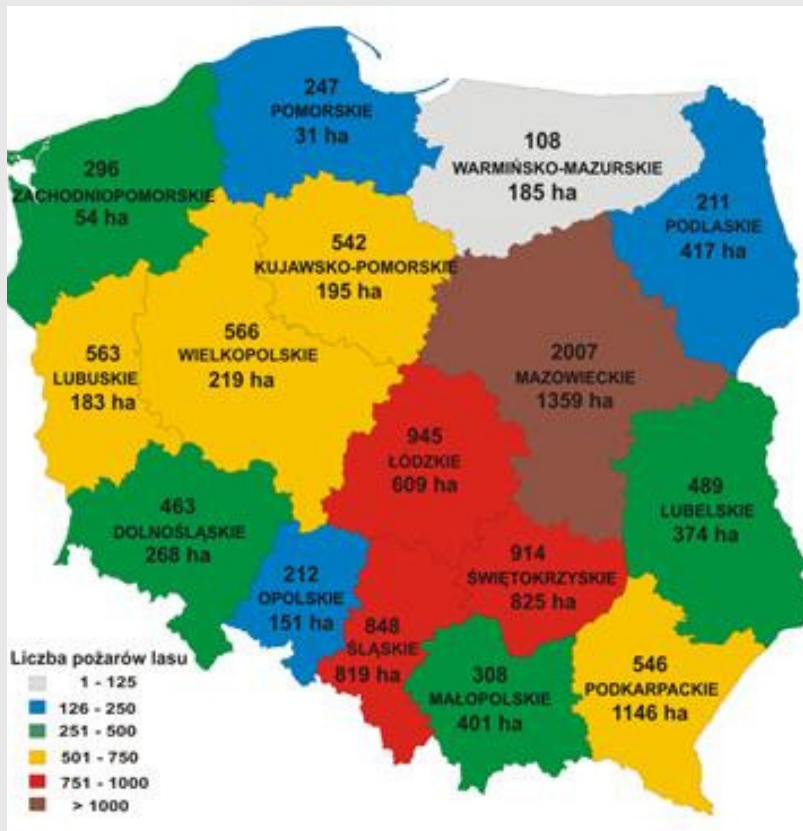 247
POMORSKIE
31 ha
108
WARMIŃSKO-MAZURSKIE
185 ha
296
ZACHODNIOPOMORSKIE
54 ha
211
PODLASKIE
417 ha
542
KUJAWSKO-POMORSKIE
195 ha
566
WIELKOPOLSKIE
219 ha
563
LUBUSKIE
183 ha
2007
MAZOWIECKIE
1359 ha
945
ŁÓDZKIE
609 ha
489
LUBELSKIE
374 ha
463
DOLNOŚLĄSKIE
268 ha
914
ŚWIĘTOKRZYSKIE
825 ha
212
OPOLSKIE
151 ha
848
ŚLĄSKIE
819 ha
308
MAŁOPOLSKIE
401 ha
546
PODKARPACKIE
1146 ha
Liczba pożarów lasu
1 - 125
126 - 250
251 - 500
501 - 750
751 - 1000
> 1000